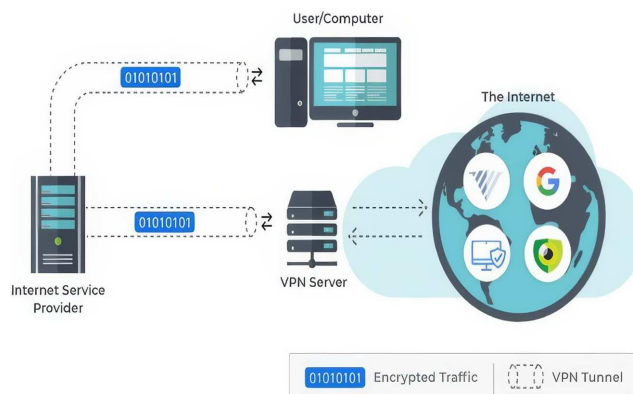 User/Computer
01010101
The Internet
G
01010101
Internet Service
Provider
VPN Server
01010101 Encrypted Traffic
VPN Tunnel